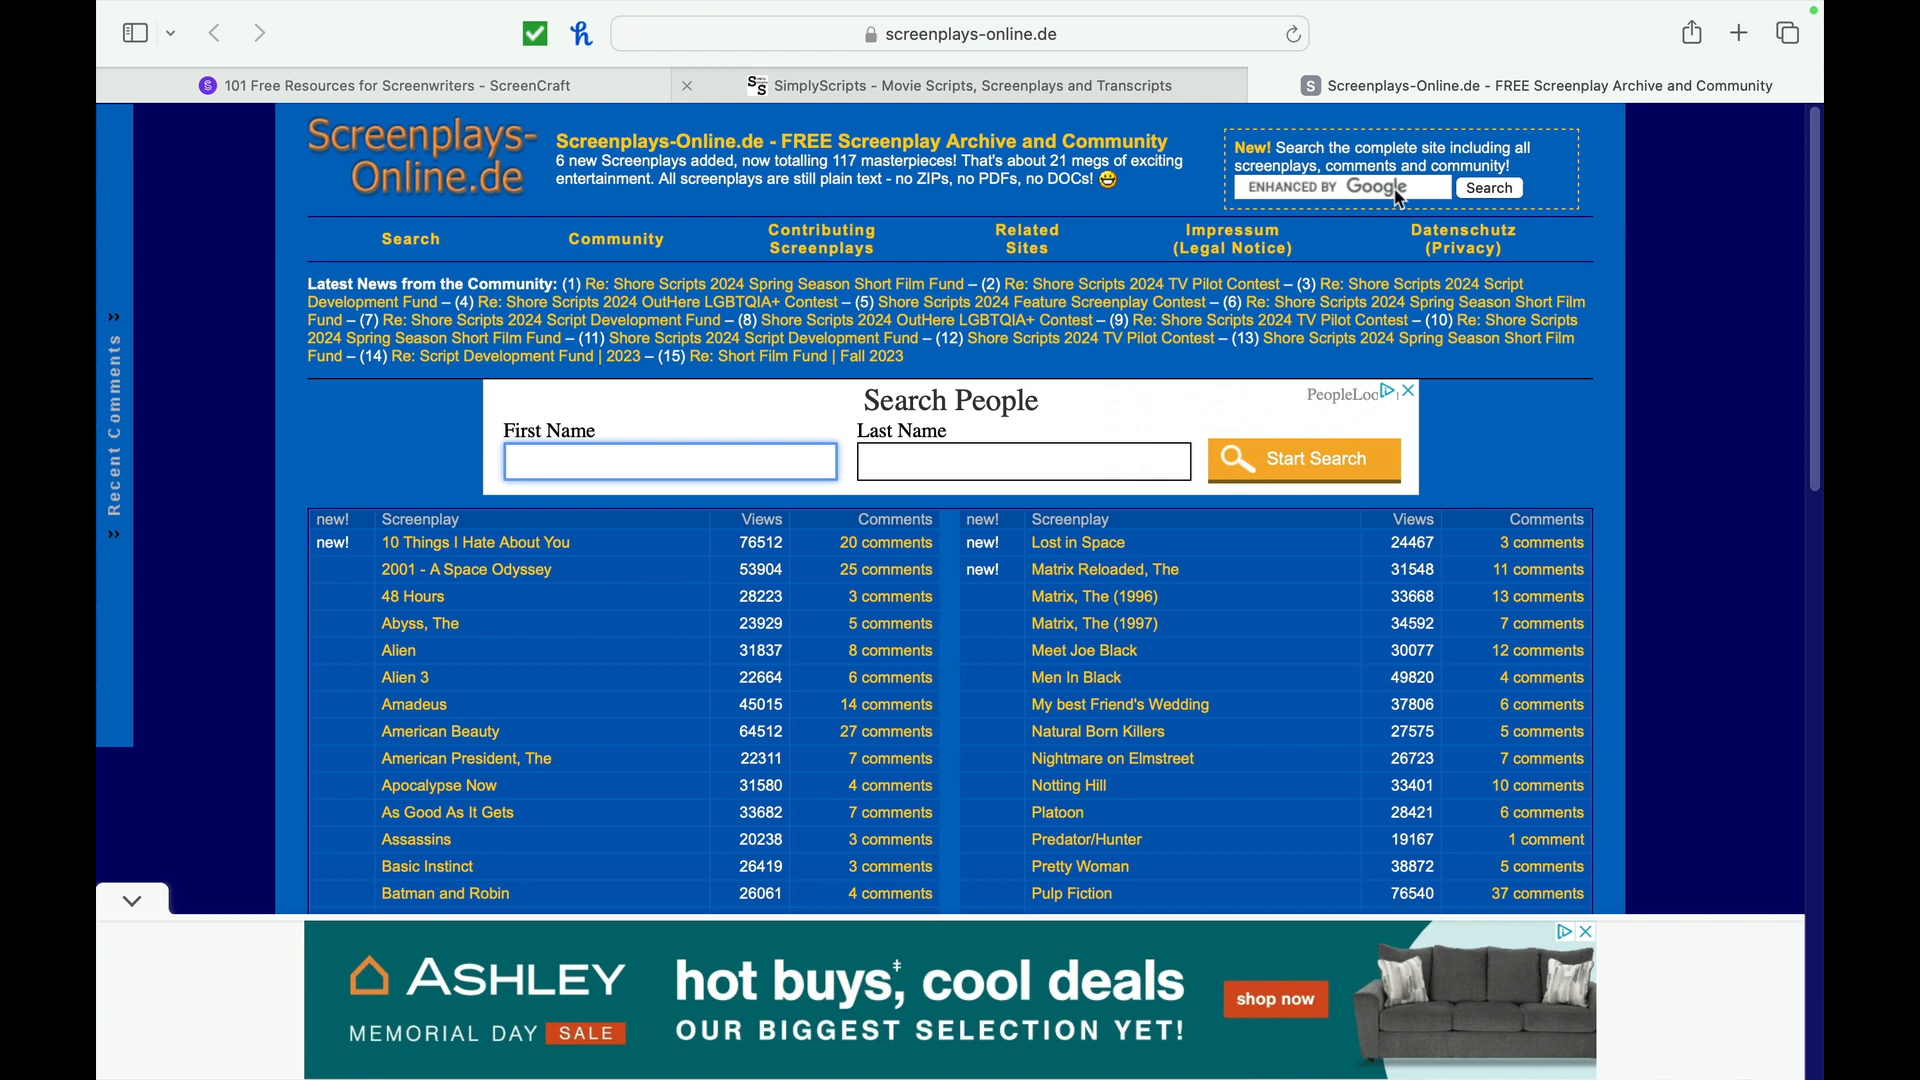 screenplays-online.de
101 Free Resources for Screenwriters - ScreenCraft
SimplyScripts - Movie Scripts, Screenplays and Transcripts
Screenplays-Online.de - FREE Screenplay Archive and Community
Screenplays-
Online.de
Screenplays-Online.de - FREE Screenplay Archive and Community
6 new Screenplays added, now totalling 117 masterpieces! That's about 21 megs of exciting
entertainment. All screenplays are still plain text - no ZIPs, no PDFs, no DOCs! 😀
New! Search the complete site including all
screenplays, comments and community!
ENHANCED BY Google Search
Search
Community
Contributing
Screenplays
Related
Sites
Impressum
(Legal Notice)
Datenschutz
(Privacy)
Latest News from the Community: (1) Re: Shore Scripts 2024 Spring Season Short Film Fund – (2) Re: Shore Scripts 2024 TV Pilot Contest – (3) Re: Shore Scripts 2024 Script
Development Fund – (4) Re: Shore Scripts 2024 OutHere LGBTQIA+ Contest – (5) Shore Scripts 2024 Feature Screenplay Contest – (6) Re: Shore Scripts 2024 Spring Season Short Film
Fund – (7) Re: Shore Scripts 2024 Script Development Fund – (8) Shore Scripts 2024 OutHere LGBTQIA+ Contest – (9) Re: Shore Scripts 2024 TV Pilot Contest – (10) Re: Shore Scripts
2024 Spring Season Short Film Fund – (11) Shore Scripts 2024 Script Development Fund – (12) Shore Scripts 2024 TV Pilot Contest – (13) Shore Scripts 2024 Spring Season Short Film
Fund – (14) Re: Script Development Fund | 2023 – (15) Re: Short Film Fund | Fall 2023
» Recent Comments »
Search People
PeopleLoo
First Name
Last Name
Start Search
new! Screenplay Views Comments new! Screenplay Views Comments
new! 10 Things I Hate About You 76512 20 comments new! Lost in Space 24467 3 comments
2001 - A Space Odyssey 53904 25 comments new! Matrix Reloaded, The 31548 11 comments
48 Hours 28223 3 comments Matrix, The (1996) 33668 13 comments
Abyss, The 23929 5 comments Matrix, The (1997) 34592 7 comments
Alien 31837 8 comments Meet Joe Black 30077 12 comments
Alien 3 22664 6 comments Men In Black 49820 4 comments
Amadeus 45015 14 comments My best Friend's Wedding 37806 6 comments
American Beauty 64512 27 comments Natural Born Killers 27575 5 comments
American President, The 22311 7 comments Nightmare on Elmstreet 26723 7 comments
Apocalypse Now 31580 4 comments Notting Hill 33401 10 comments
As Good As It Gets 33682 7 comments Platoon 28421 6 comments
Assassins 20238 3 comments Predator/Hunter 19167 1 comment
Basic Instinct 26419 3 comments Pretty Woman 38872 5 comments
Batman and Robin 26061 4 comments Pulp Fiction 76540 37 comments
ASHLEY
MEMORIAL DAY SALE
hot buys,‡ cool deals
OUR BIGGEST SELECTION YET!
shop now